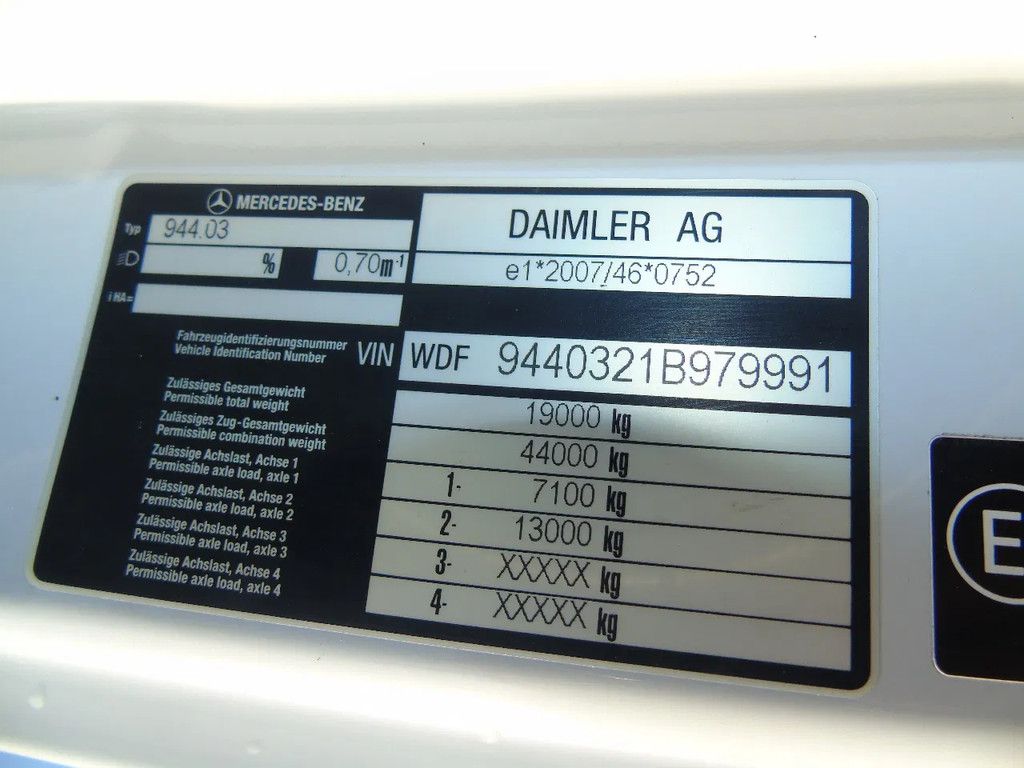 MERCEDES-BENZ
DAIMLER AG
Typ 944.03
% 0,70m-1
e1*2007/46*0752
i HA=
Fahrzeugidentifizierungsnummer
Vehicle Identification Number
VIN WDF 9440321B979991
Zulässiges Gesamtgewicht
Permissible total weight
19000 kg
Zulässiges Zug-Gesamtgewicht
Permissible combination weight
44000 kg
Zulässige Achslast, Achse 1
Permissible axle load, axle 1
1- 7100 kg
Zulässige Achslast, Achse 2
Permissible axle load, axle 2
2- 13000 kg
Zulässige Achslast, Achse 3
Permissible axle load, axle 3
3- XXXXX kg
Zulässige Achslast, Achse 4
Permissible axle load, axle 4
4- XXXXX kg
E